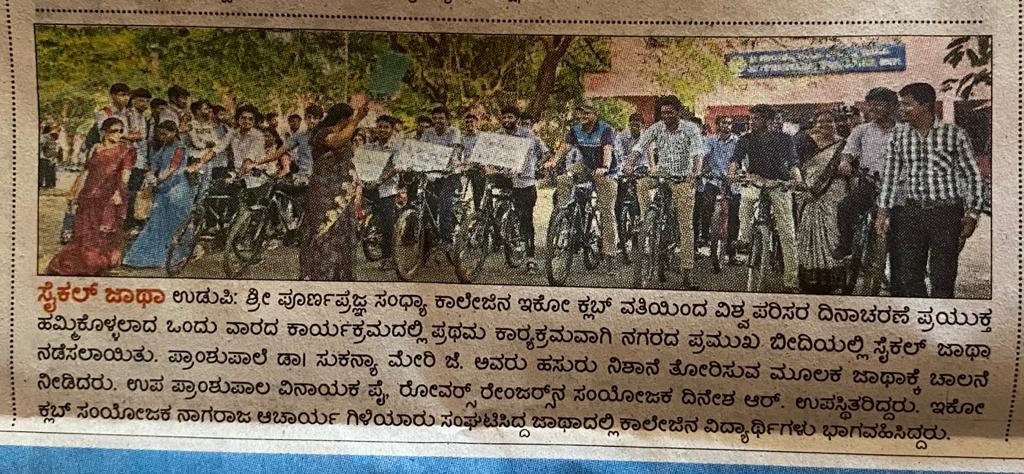 ಸೈಕಲ್ ಜಾಥಾ ಉಡುಪಿ: ಶ್ರೀ ಪೂರ್ಣಪ್ರಜ್ಞ ಸಂಧ್ಯಾ ಕಾಲೇಜಿನ ಇಕೋ ಕ್ಲಬ್ ವತಿಯಿಂದ ವಿಶ್ವ ಪರಿಸರ ದಿನಾಚರಣೆ ಪ್ರಯುಕ್ತ
ಹಮ್ಮಿಕೊಳ್ಳಲಾದ ಒಂದು ವಾರದ ಕಾರ್ಯಕ್ರಮದಲ್ಲಿ ಪ್ರಥಮ ಕಾರ್ಯಕ್ರಮವಾಗಿ ನಗರದ ಪ್ರಮುಖ ಬೀದಿಯಲ್ಲಿ ಸೈಕಲ್ ಜಾಥಾ
ನಡೆಸಲಾಯಿತು. ಪ್ರಾಂಶುಪಾಲೆ ಡಾ| ಸುಕನ್ಯಾ ಮೇರಿ ಜೆ. ಅವರು ಹಸುರು ನಿಶಾನೆ ತೋರಿಸುವ ಮೂಲಕ ಜಾಥಾಕ್ಕೆ ಚಾಲನೆ
ನೀಡಿದರು. ಉಪ ಪ್ರಾಂಶುಪಾಲ ವಿನಾಯಕ ಪೈ, ರೋವರ್ಸ್ ರೇಂಜರ್ಸ್‌ನ ಸಂಯೋಜಕ ದಿನೇಶ ಆರ್. ಉಪಸ್ಥಿತರಿದ್ದರು. ಇಕೋ
ಕ್ಲಬ್ ಸಂಯೋಜಕ ನಾಗರಾಜ ಆಚಾರ್ಯ ಗಿಳಿಯಾರು ಸಂಘಟಿಸಿದ್ದ ಜಾಥಾದಲ್ಲಿ ಕಾಲೇಜಿನ ವಿದ್ಯಾರ್ಥಿಗಳು ಭಾಗವಹಿಸಿದ್ದರು.